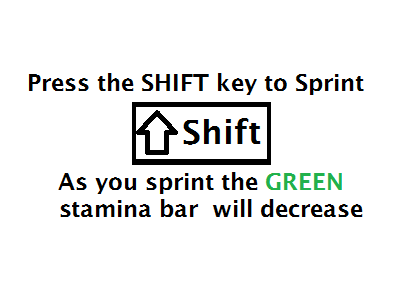 Press the SHIFT key to Sprint
Shift
As you sprint the GREEN
stamina bar will decrease